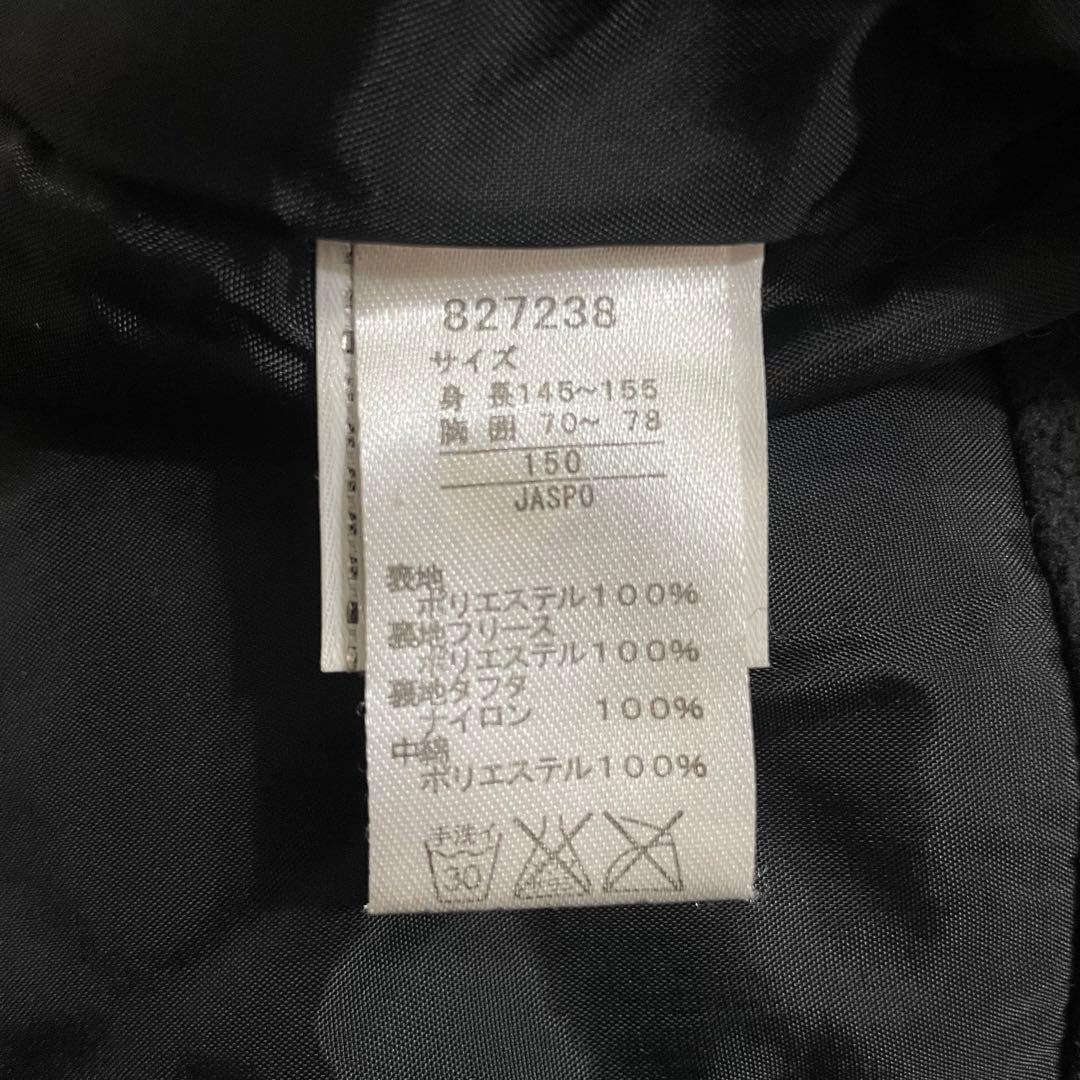 827238
サイズ
身 長145~155
胸 囲 70~ 78
150
JASPO
表地
ポリエステル100%
裏地フリース
ポリエステル100%
裏地タフタ
ナイロン 100%
中綿
ポリエステル100%
手洗イ
30